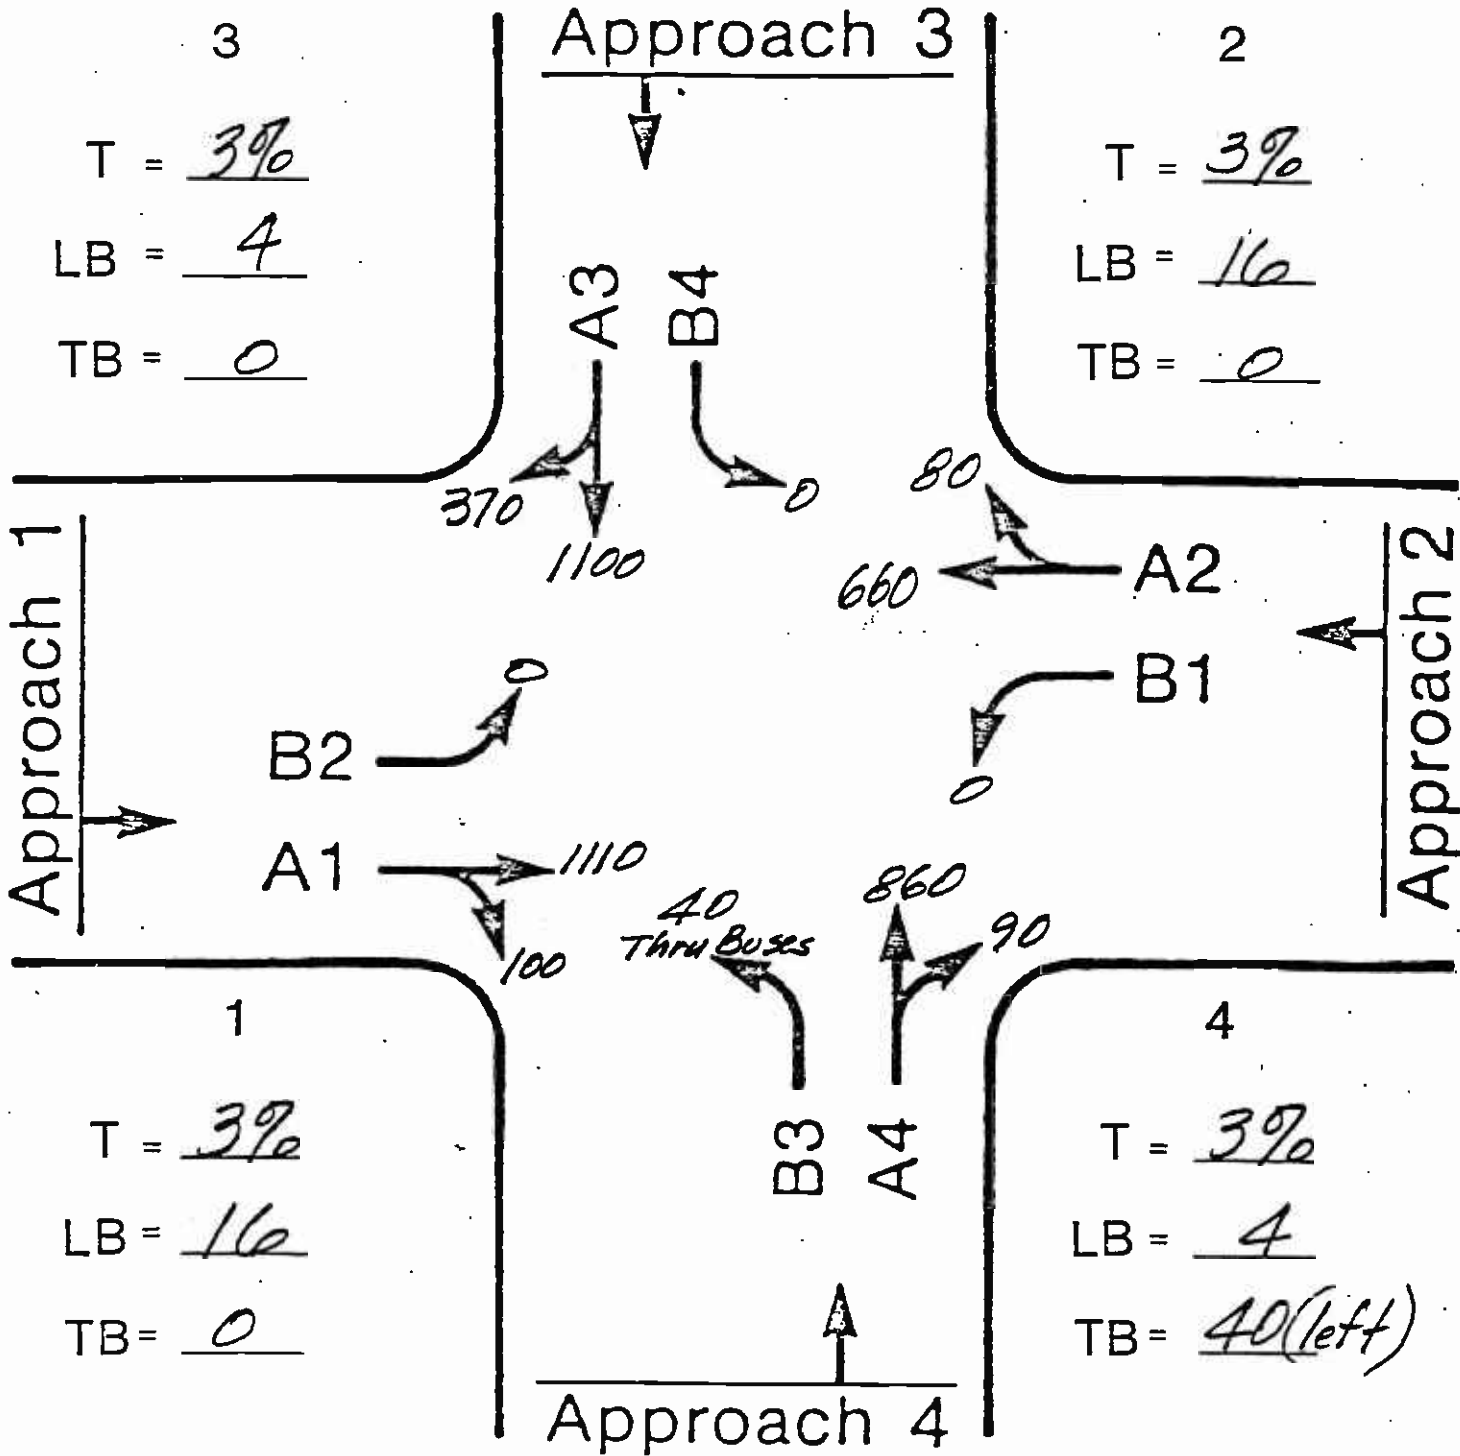 Approach 3
3
T = 3%
LB = 4
TB = 0
2
T = 3%
LB = 16
TB = 0
A3
B4
370
1100
0
80
660
A2
B1
0
Approach 1
Approach 2
B2
0
A1
1110
100
40
Thru Buses
860
90
B3
A4
1
T = 3%
LB = 16
TB = 0
4
T = 3%
LB = 4
TB = 40 (left)
Approach 4